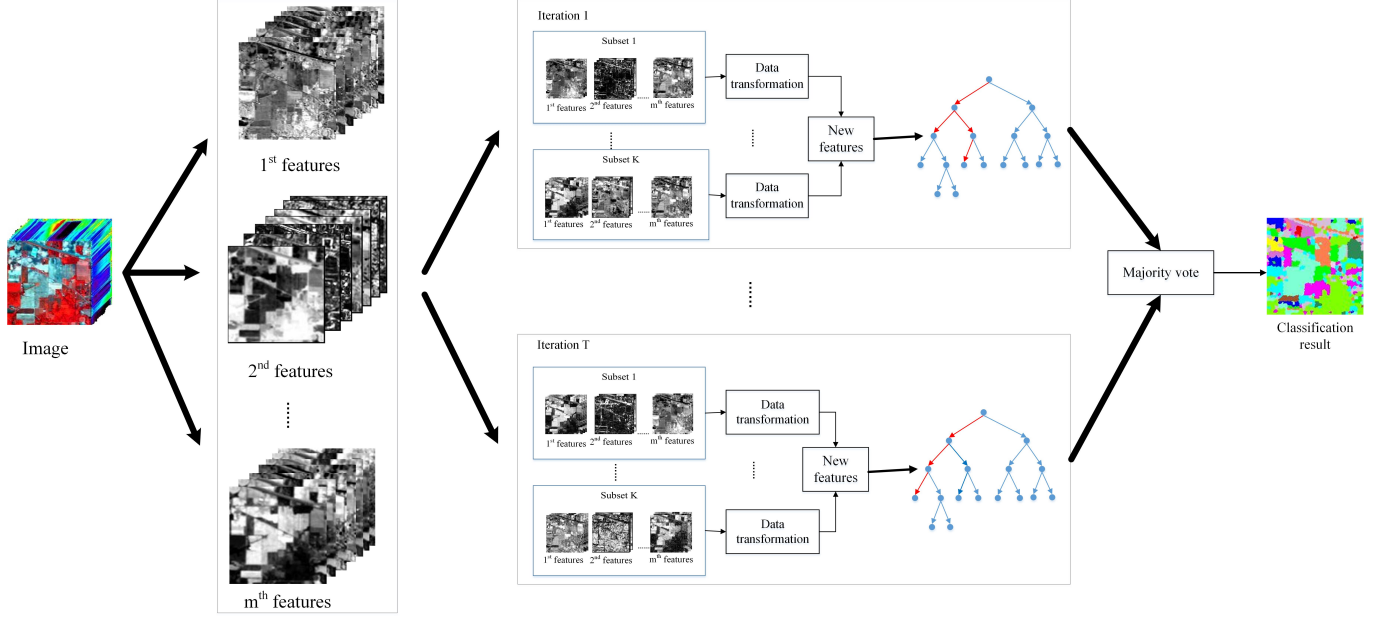 Image
1st features
2nd features
mth features
Iteration 1
Subset 1
1st features 2nd features mth features
Data
transformation
Subset K
1st features 2nd features mth features
Data
transformation
New
features
Iteration T
Subset 1
1st features 2nd features mth features
Data
transformation
Subset K
1st features 2nd features mth features
Data
transformation
New
features
Majority vote
Classification
result